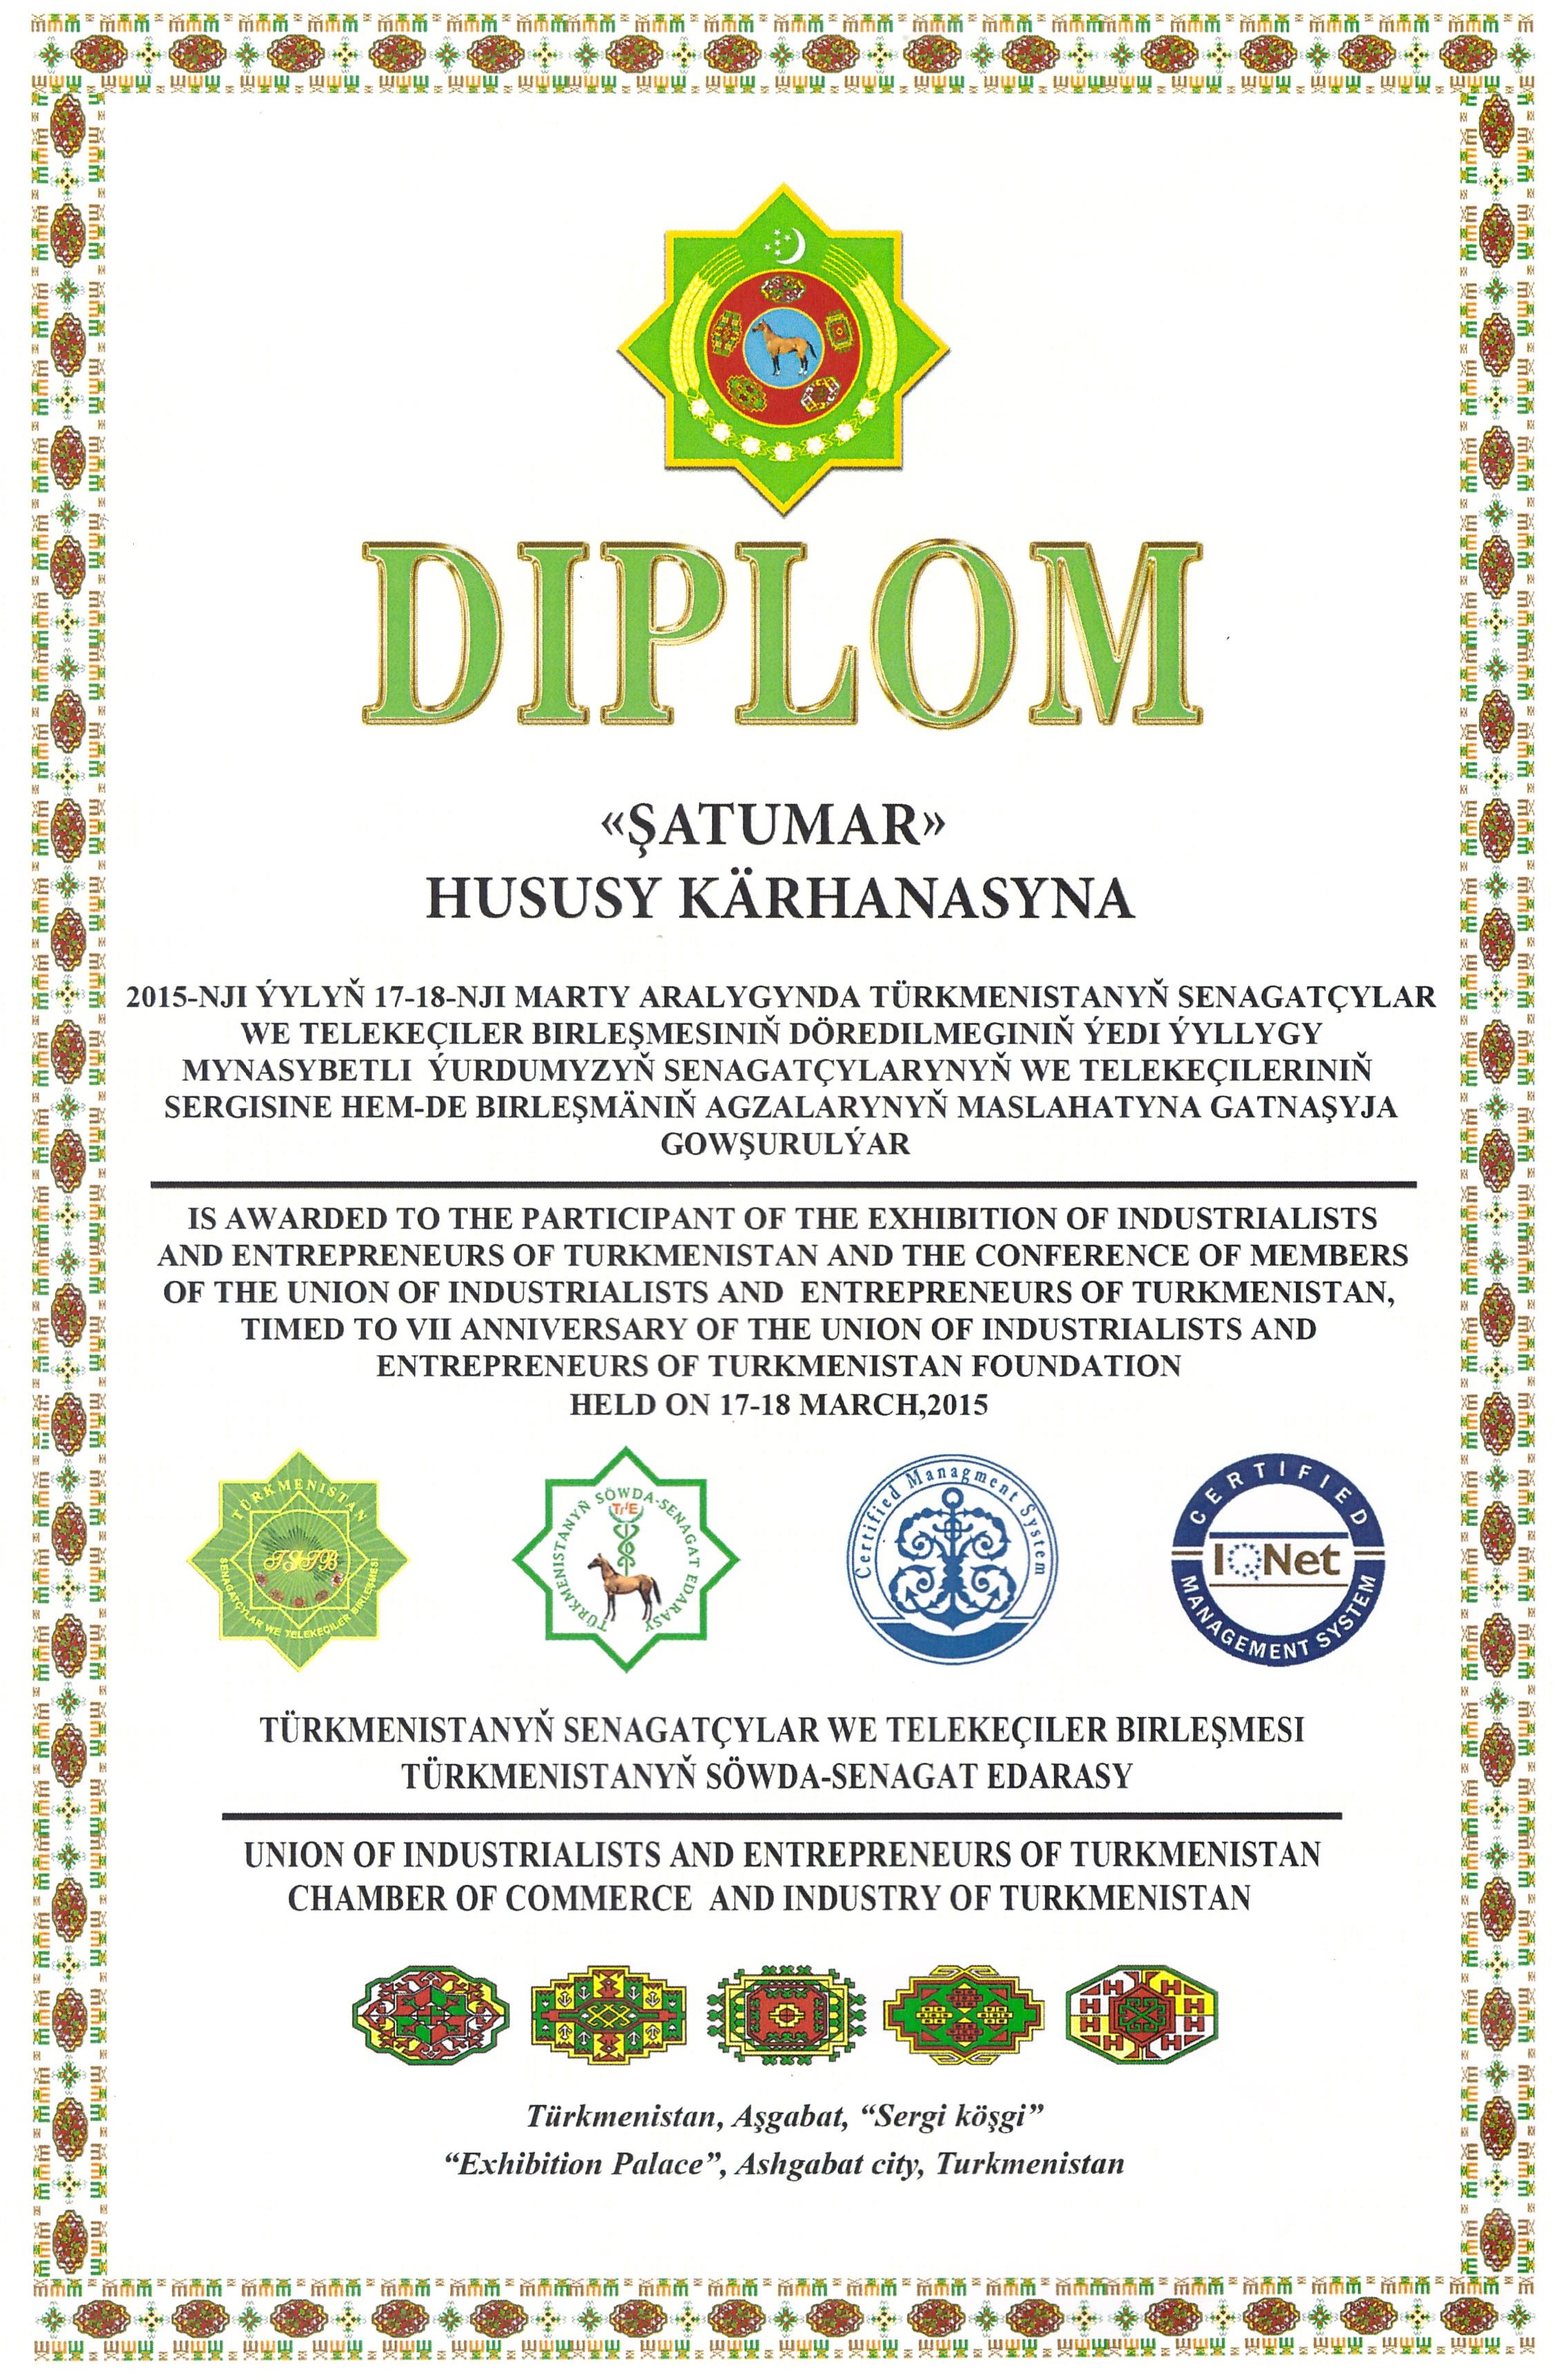 DIPLOM
«ŞATUMAR»
HUSUSY KÄRHANASYNA
2015-NJI ÝYLYŇ 17-18-NJI MARTY ARALYGYNDA TÜRKMENISTANYŇ SENAGATÇYLAR
WE TELEKEÇILER BIRLEŞMESINIŇ DÖREDILMEGINIŇ ÝEDI ÝYLLYGY
MYNASYBETLI ÝURDUMYZYŇ SENAGATÇYLARYNYŇ WE TELEKEÇILERINIŇ
SERGISINE HEM-DE BIRLEŞMÄNIŇ AGZALARYNYŇ MASLAHATYNA GATNAŞYJA
GOWŞURULÝAR
IS AWARDED TO THE PARTICIPANT OF THE EXHIBITION OF INDUSTRIALISTS
AND ENTREPRENEURS OF TURKMENISTAN AND THE CONFERENCE OF MEMBERS
OF THE UNION OF INDUSTRIALISTS AND ENTREPRENEURS OF TURKMENISTAN,
TIMED TO VII ANNIVERSARY OF THE UNION OF INDUSTRIALISTS AND
ENTREPRENEURS OF TURKMENISTAN FOUNDATION
HELD ON 17-18 MARCH,2015
TÜRKMENISTAN
TSTB
SENAGATÇYLAR WE TELEKEÇILER BIRLEŞMESI
TÜRKMENISTANYŇ SÖWDA-SENAGAT EDARASY
Certified Managment System
CERTIFIED
IQNet
MANAGEMENT SYSTEM
TÜRKMENISTANYŇ SENAGATÇYLAR WE TELEKEÇILER BIRLEŞMESI
TÜRKMENISTANYŇ SÖWDA-SENAGAT EDARASY
UNION OF INDUSTRIALISTS AND ENTREPRENEURS OF TURKMENISTAN
CHAMBER OF COMMERCE AND INDUSTRY OF TURKMENISTAN
Türkmenistan, Aşgabat, “Sergi köşgi”
“Exhibition Palace”, Ashgabat city, Turkmenistan